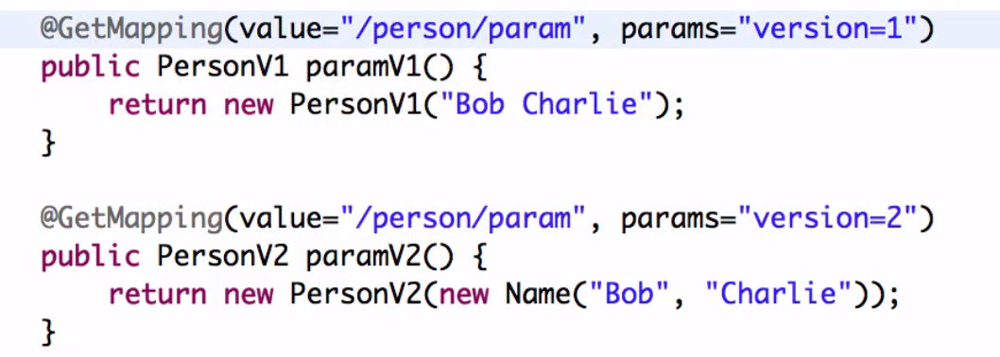 @GetMapping(value="/person/param", params="version=1")
public PersonV1 paramV1() {
    return new PersonV1("Bob Charlie");
}
@GetMapping(value="/person/param", params="version=2")
public PersonV2 paramV2() {
    return new PersonV2(new Name("Bob", "Charlie"));
}